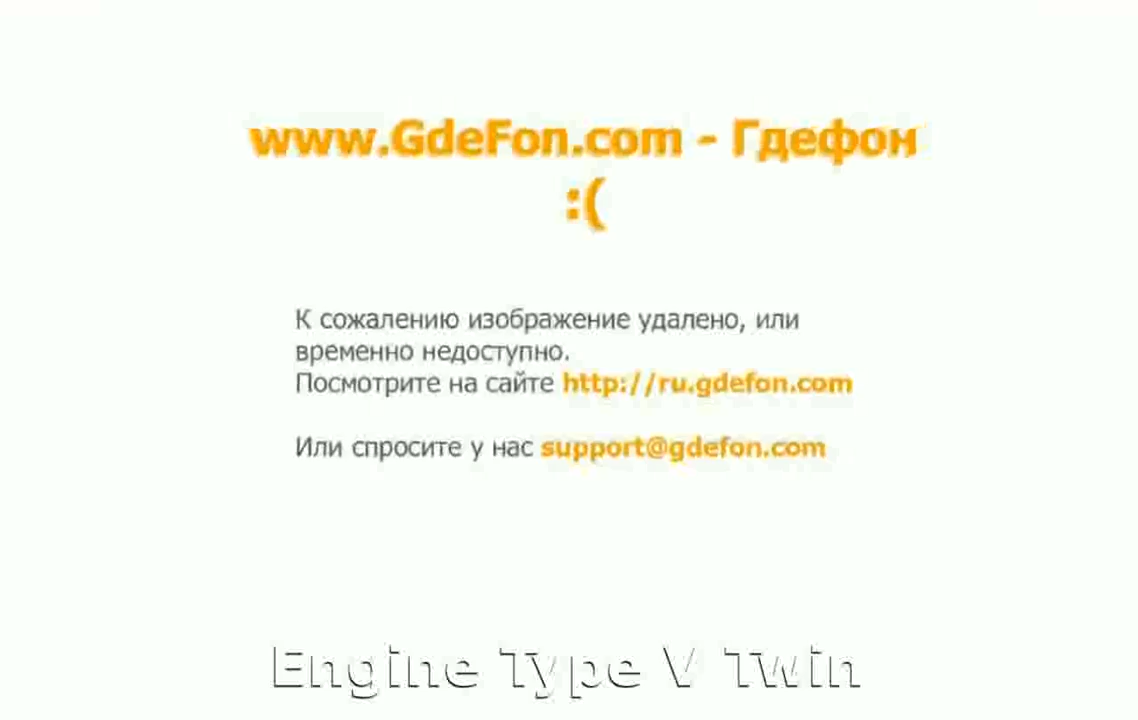 www.GdeFon.com - Гдефон
:(
К сожалению изображение удалено, или
временно недоступно.
Посмотрите на сайте http://ru.gdefon.com
Или спросите у нас support@gdefon.com
Engine Type V Twin